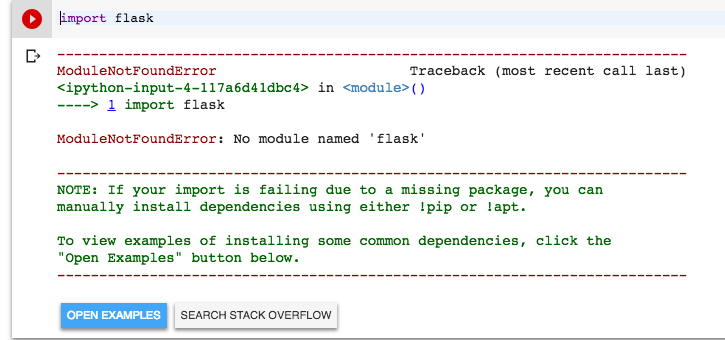 import flask
---------------------------------------------------------------------------
ModuleNotFoundError                       Traceback (most recent call last)
<ipython-input-4-117a6d41dbc4> in <module>()
----> 1 import flask

ModuleNotFoundError: No module named 'flask'

---------------------------------------------------------------------------
NOTE: If your import is failing due to a missing package, you can
manually install dependencies using either !pip or !apt.

To view examples of installing some common dependencies, click the
"Open Examples" button below.
---------------------------------------------------------------------------
OPEN EXAMPLES SEARCH STACK OVERFLOW